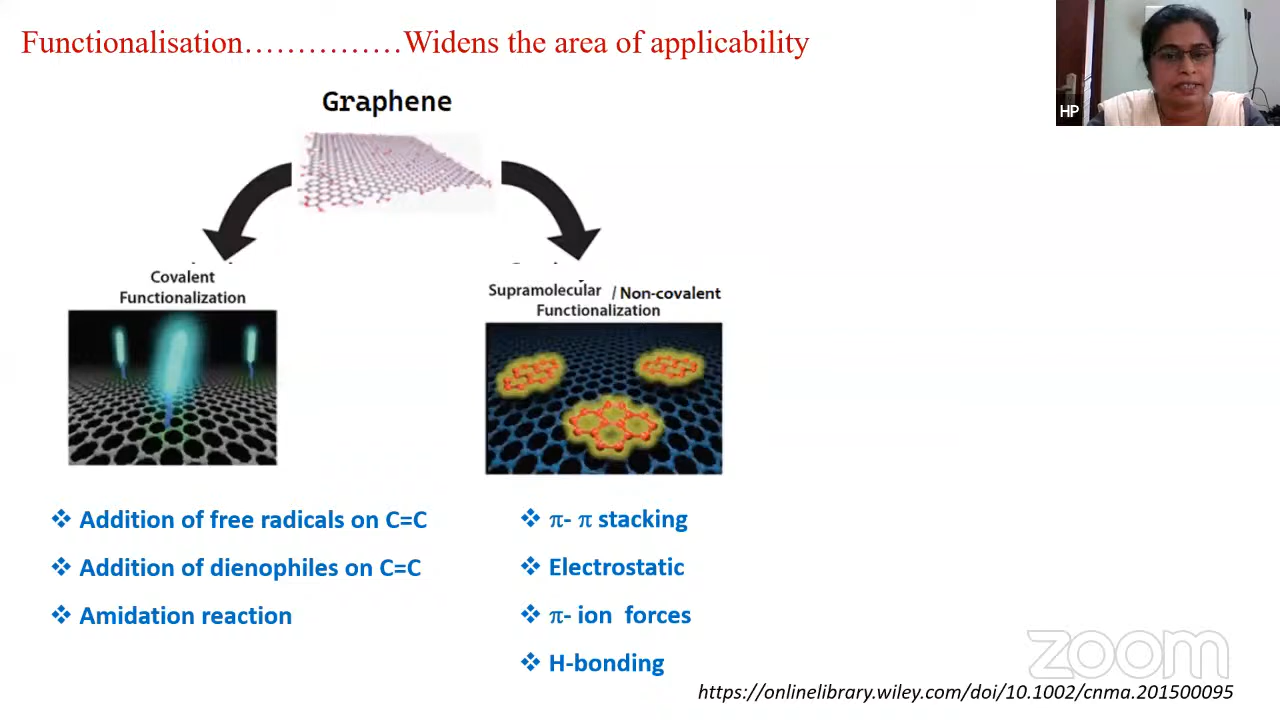 Functionalisation……………Widens the area of applicability
HP
Graphene
Covalent
Functionalization
Supramolecular / Non-covalent
Functionalization
❖ Addition of free radicals on C=C
❖ Addition of dienophiles on C=C
❖ Amidation reaction
❖ π- π stacking
❖ Electrostatic
❖ π- ion forces
❖ H-bonding
zoom
https://onlinelibrary.wiley.com/doi/10.1002/cnma.201500095